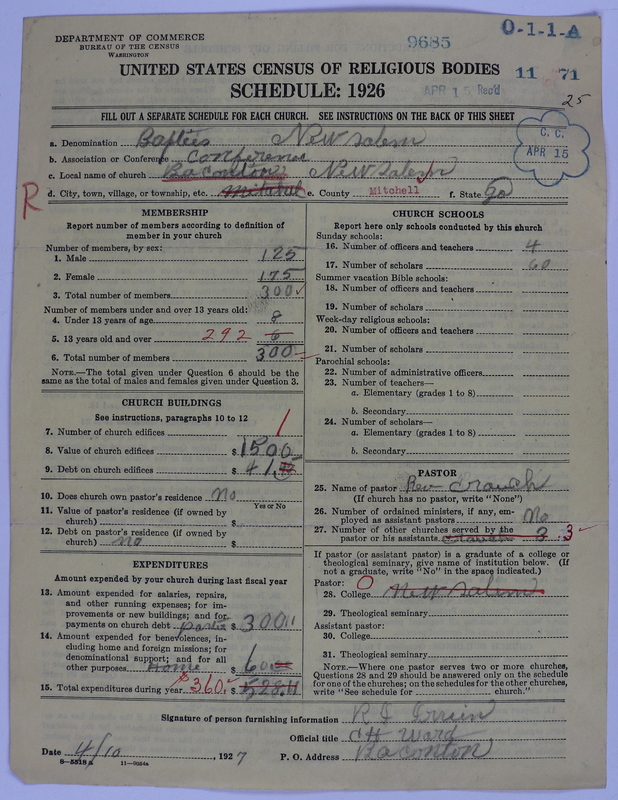 DEPARTMENT OF COMMERCE
BUREAU OF THE CENSUS
WASHINGTON
9685
0-1-1-A
UNITED STATES CENSUS OF RELIGIOUS BODIES
11 71
SCHEDULE: 1926
APR 15 Rec'd
25
FILL OUT A SEPARATE SCHEDULE FOR EACH CHURCH. SEE INSTRUCTIONS ON THE BACK OF THIS SHEET
C. C.
APR 15
a. Denomination Bapties New Salem
b. Association or Conference Conference
c. Local name of church Baconton New Salem
R
d. City, town, village, or township, etc. e. County Mitchell f. State Ga
MEMBERSHIP
Report number of members according to definition of member in your church
Number of members, by sex:
1. Male 125
2. Female 175
3. Total number of members 300
Number of members under and over 13 years old:
4. Under 13 years of age 8
5. 13 years old and over 292
6. Total number of members 300
NOTE.—The total given under Question 6 should be the
same as the total of males and females given under Question 3.
CHURCH BUILDINGS
See instructions, paragraphs 10 to 12
7. Number of church edifices 1
8. Value of church edifices $ 1500
9. Debt on church edifices $ 41
10. Does church own pastor's residence No
Yes or No
11. Value of pastor's residence (if owned by
church) $
12. Debt on pastor's residence (if owned by
church) no $
EXPENDITURES
Amount expended by your church during last fiscal year
13. Amount expended for salaries, repairs,
and other running expenses; for im-
provements or new buildings; and for
payments on church debt pastor $ 300
14. Amount expended for benevolences, in-
cluding home and foreign missions; for
denominational support; and for all
other purposes home $ 60
15. Total expenditures during year $360. $
CHURCH SCHOOLS
Report here only schools conducted by this church
Sunday schools:
16. Number of officers and teachers 4
17. Number of scholars 60
Summer vacation Bible schools:
18. Number of officers and teachers
19. Number of scholars
Week-day religious schools:
20. Number of officers and teachers
21. Number of scholars
Parochial schools:
22. Number of administrative officers
23. Number of teachers—
a. Elementary (grades 1 to 8)
b. Secondary
24. Number of scholars—
a. Elementary (grades 1 to 8)
b. Secondary
PASTOR
25. Name of pastor Rev Crouch
(If church has no pastor, write "None")
26. Number of ordained ministers, if any, em-
ployed as assistant pastors No
27. Number of other churches served by the
pastor or his assistants 3 3
If pastor (or assistant pastor) is a graduate of a college or
theological seminary, give name of institution below. (If
not a graduate, write "No" in the space indicated.)
Pastor: O
28. College New Salem
29. Theological seminary
Assistant pastor:
30. College
31. Theological seminary
NOTE.—Where one pastor serves two or more churches,
Questions 28 and 29 should be answered only on the schedule
for one of the churches; on the schedules for the other churches,
write "See schedule for church."
Signature of person furnishing information R J
Official title CH Ward
Date 4/10, 1927 P. O. Address Baconton
8—5518 a 11—9064a